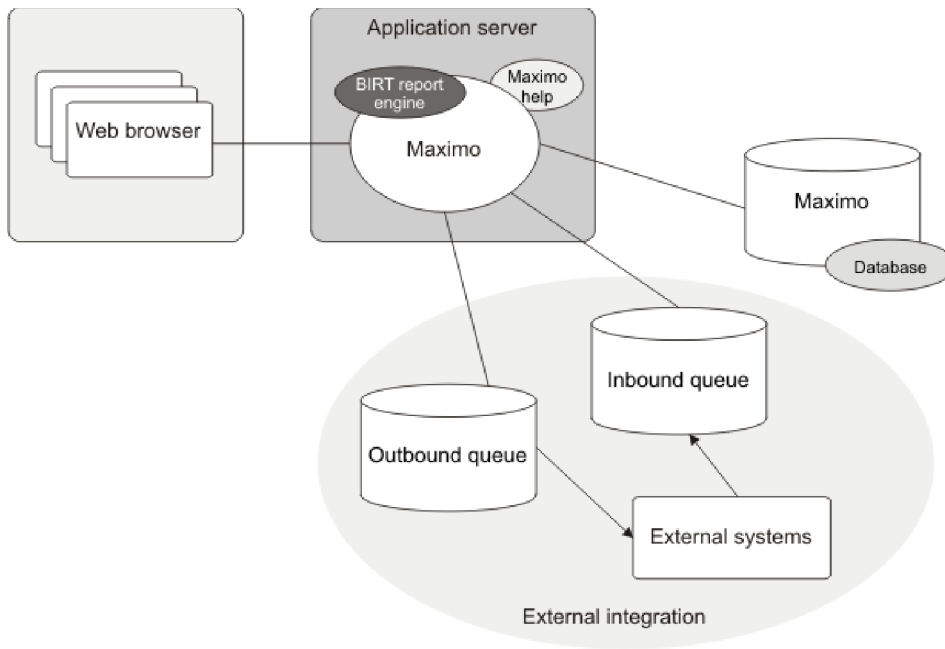 Application server
BIRT report
engine
Maximo
help
Web browser
Maximo
Maximo
Database
Inbound queue
Outbound queue
External systems
External integration